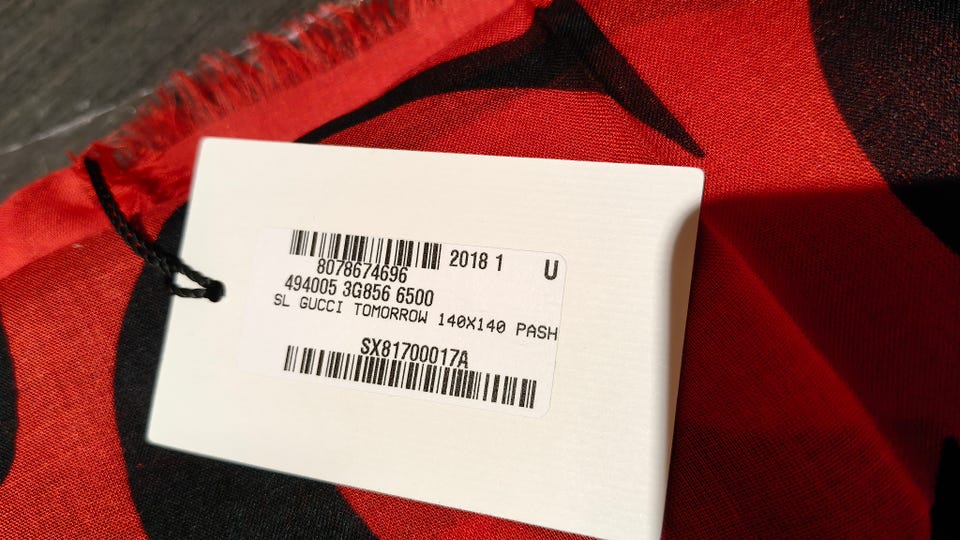 2018 1 U
8078674696
494005 3G856 6500
SL GUCCI TOMORROW 140X140 PASH
SX81700017A